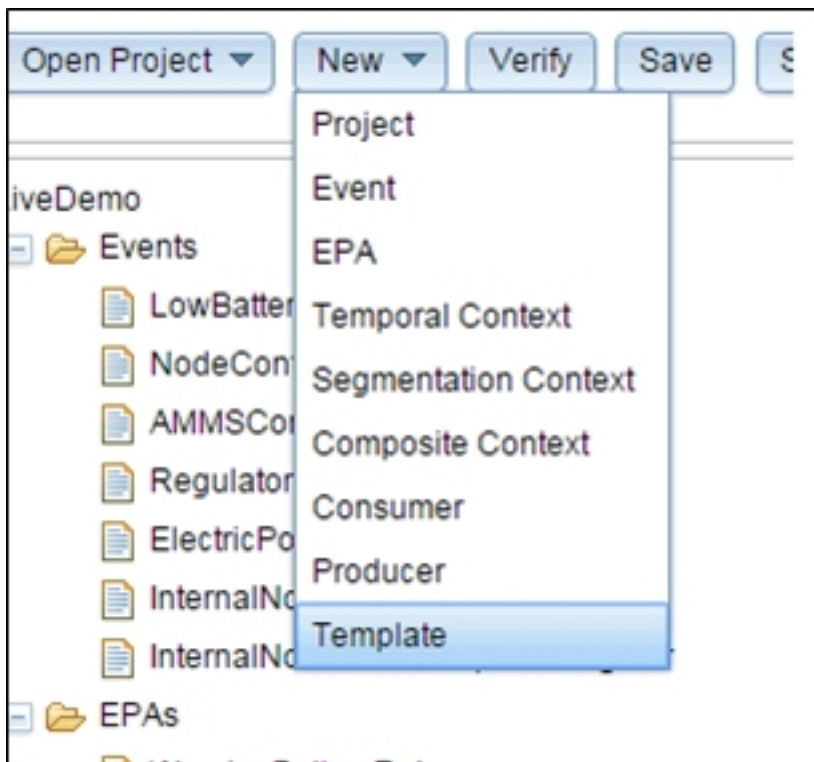 Open Project New Verify Save S
Project
Event
EPA
Temporal Context
Segmentation Context
Composite Context
Consumer
Producer
Template
iveDemo
Events
LowBatter
NodeCon
AMMSCo
Regulator
ElectricPo
InternalNo
InternalNo
EPAs